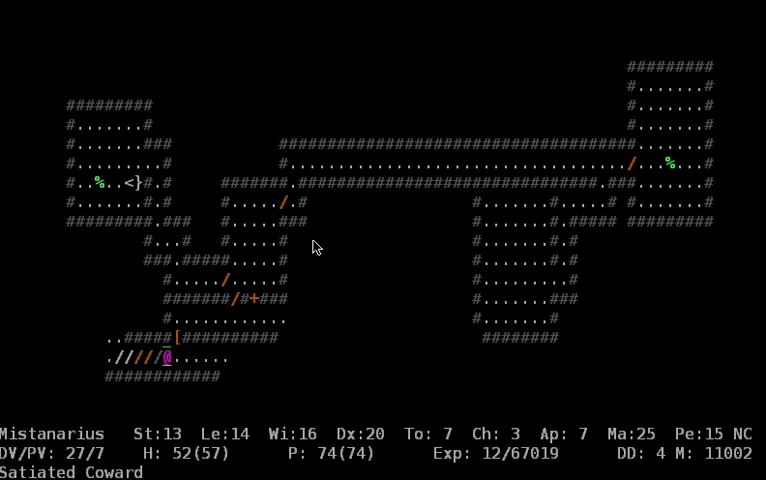 Mistanarius St:13 Le:14 Wi:16 Dx:20 To: 7 Ch: 3 Ap: 7 Ma:25 Pe:15 NC
DV/PV: 27/7 H: 52(57) P: 74(74) Exp: 12/67019 DD: 4 M: 11002
Satiated Coward